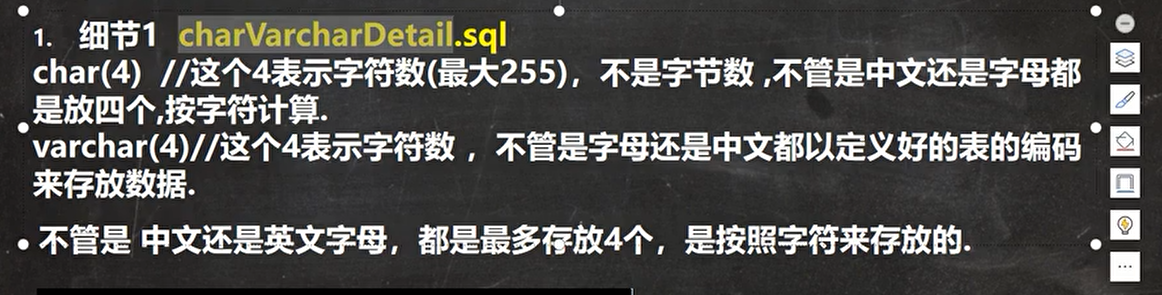 1. 细节1 charVarcharDetail.sql
char(4) //这个4表示字符数(最大255)，不是字节数 ,不管是中文还是字母都
是放四个,按字符计算.
varchar(4)//这个4表示字符数 ，不管是字母还是中文都以定义好的表的编码
来存放数据.
不管是 中文还是英文字母，都是最多存放4个，是按照字符来存放的.